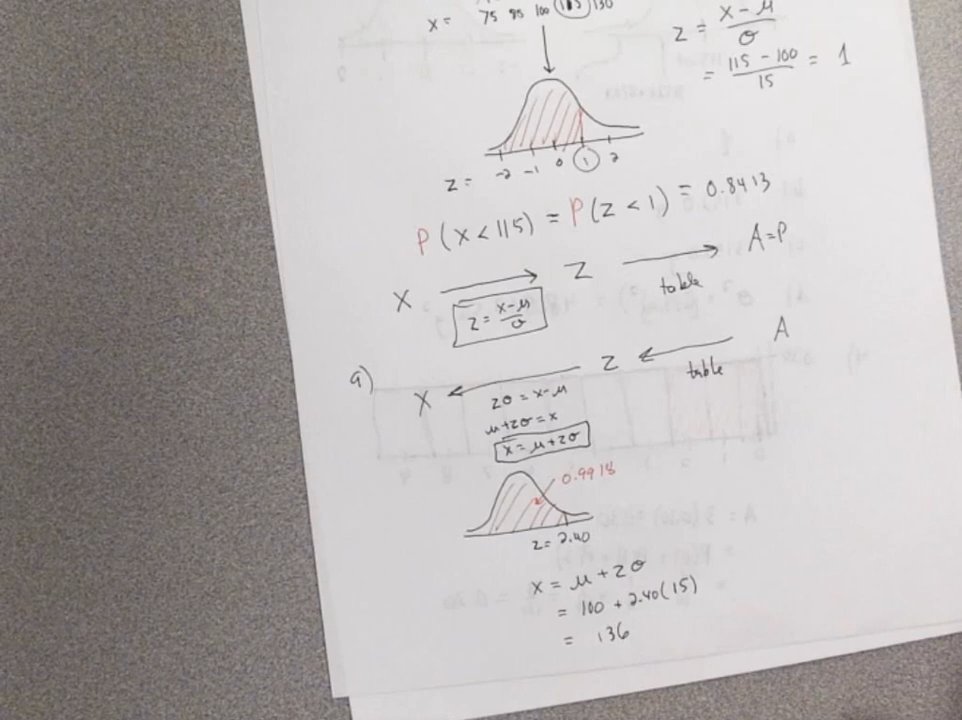 x = 75 85 100 115 130
z = (x - μ)/σ
= (115 - 100)/15 = 1
z = -2 -1 0 1 2
P(x < 115) = P(z < 1) = 0.8413
X → Z → A = P
z = (x - μ)/σ
table
a) X ← Z ← A
table
zσ = x - μ
μ + zσ = x
x = μ + zσ
0.9918
z = 2.40
x = μ + zσ
= 100 + 2.40(15)
= 136